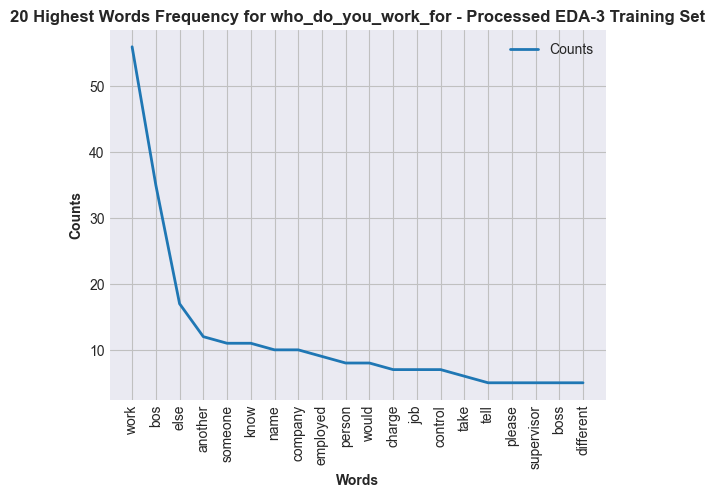 20 Highest Words Frequency for who_do_you_work_for - Processed EDA-3 Training Set
Counts
50
40
30
20
10
Counts
work
bos
else
another
someone
know
name
company
employed
person
would
charge
job
control
take
tell
please
supervisor
boss
different
Words